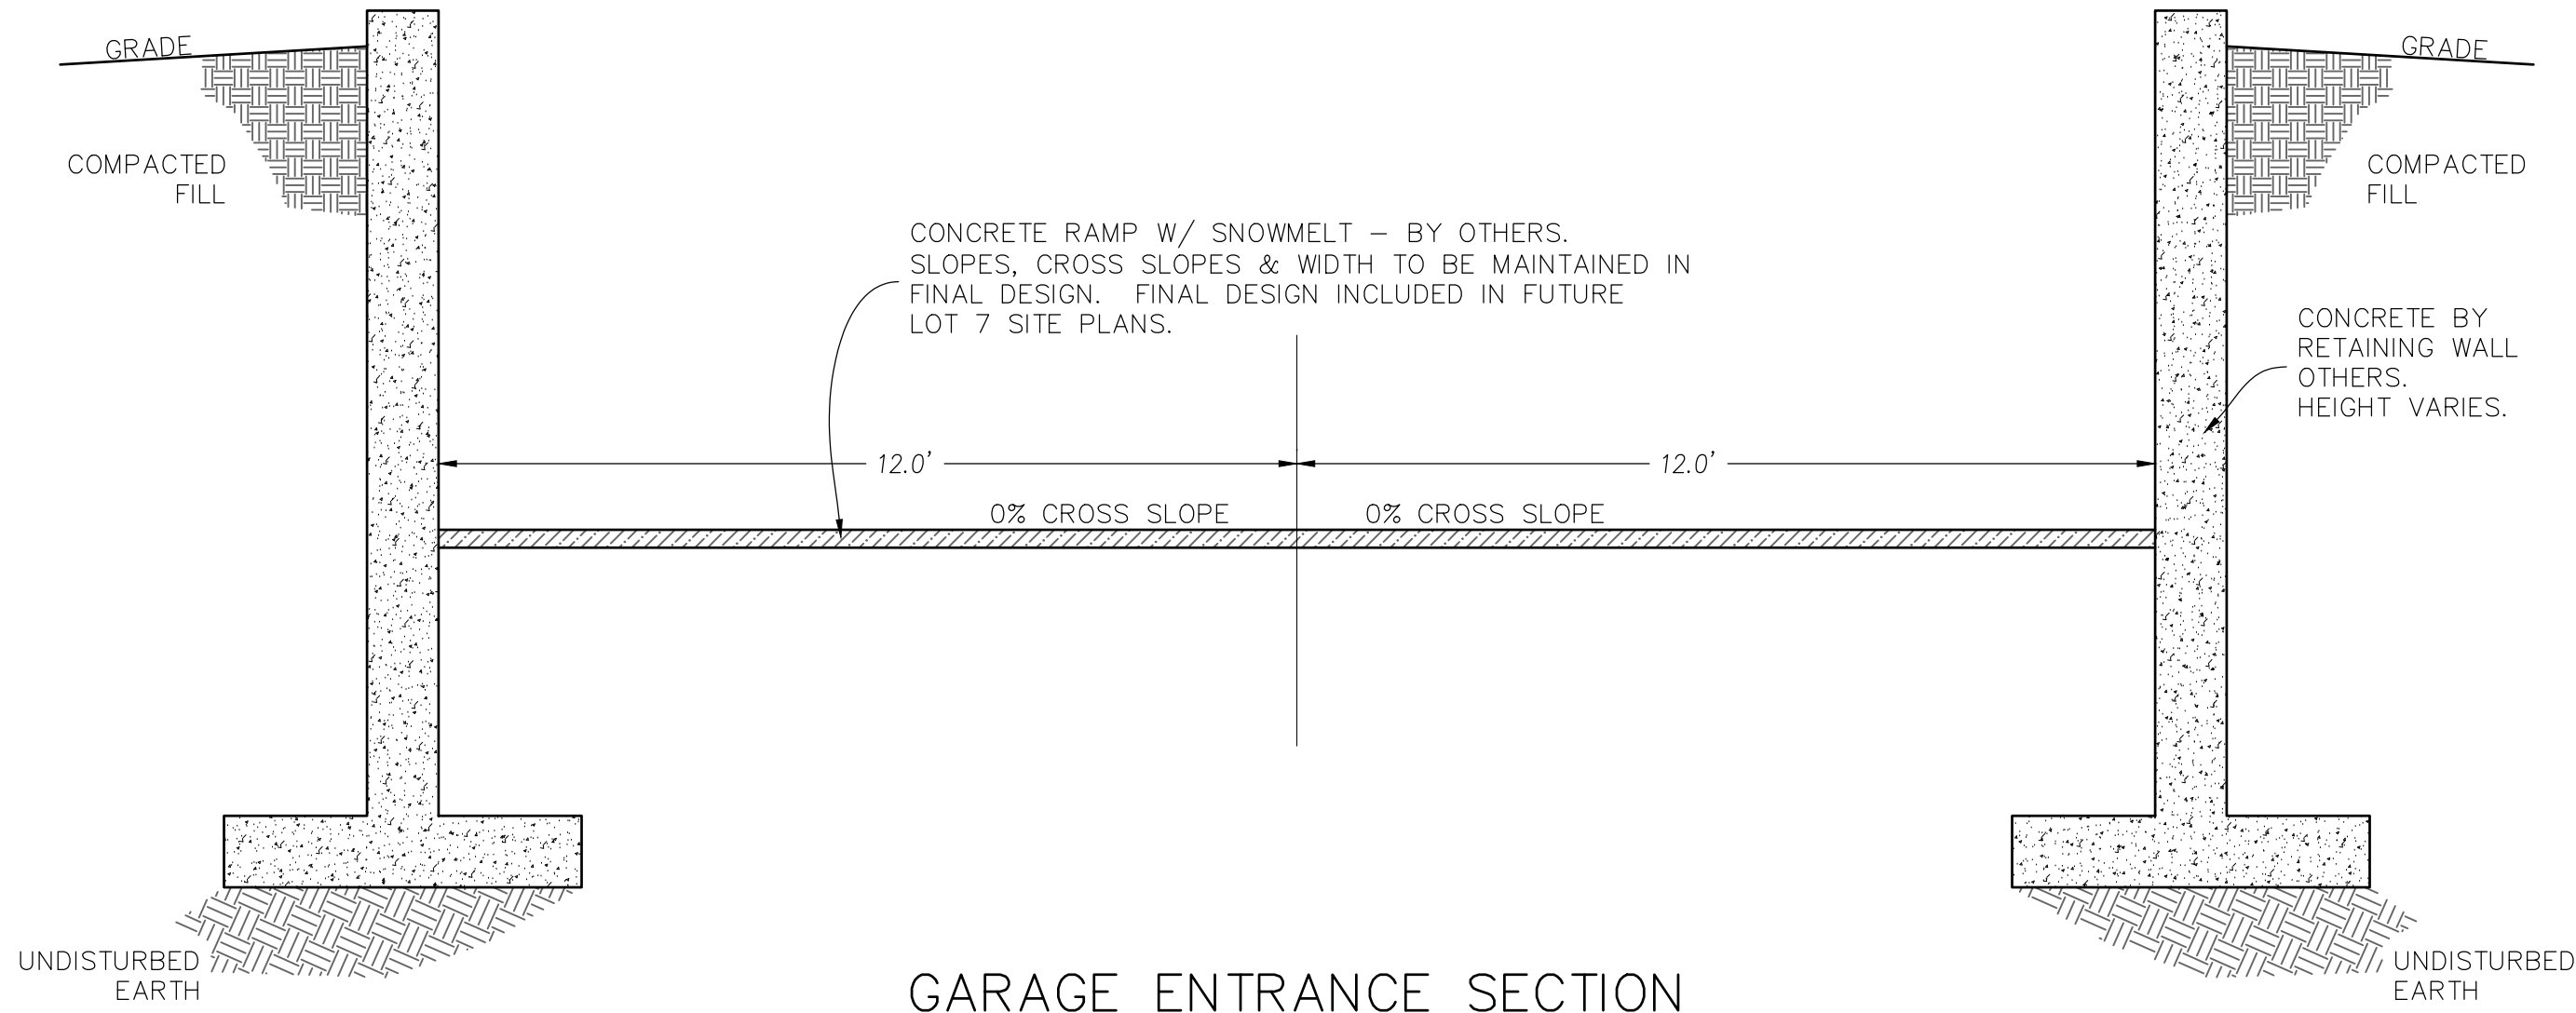 GRADE
GRADE
COMPACTED
FILL
COMPACTED
FILL
CONCRETE RAMP W/ SNOWMELT – BY OTHERS.
SLOPES, CROSS SLOPES & WIDTH TO BE MAINTAINED IN
FINAL DESIGN. FINAL DESIGN INCLUDED IN FUTURE
LOT 7 SITE PLANS.
CONCRETE BY
RETAINING WALL
OTHERS.
HEIGHT VARIES.
12.0'
12.0'
0% CROSS SLOPE
0% CROSS SLOPE
UNDISTURBED
EARTH
UNDISTURBED
EARTH
GARAGE ENTRANCE SECTION